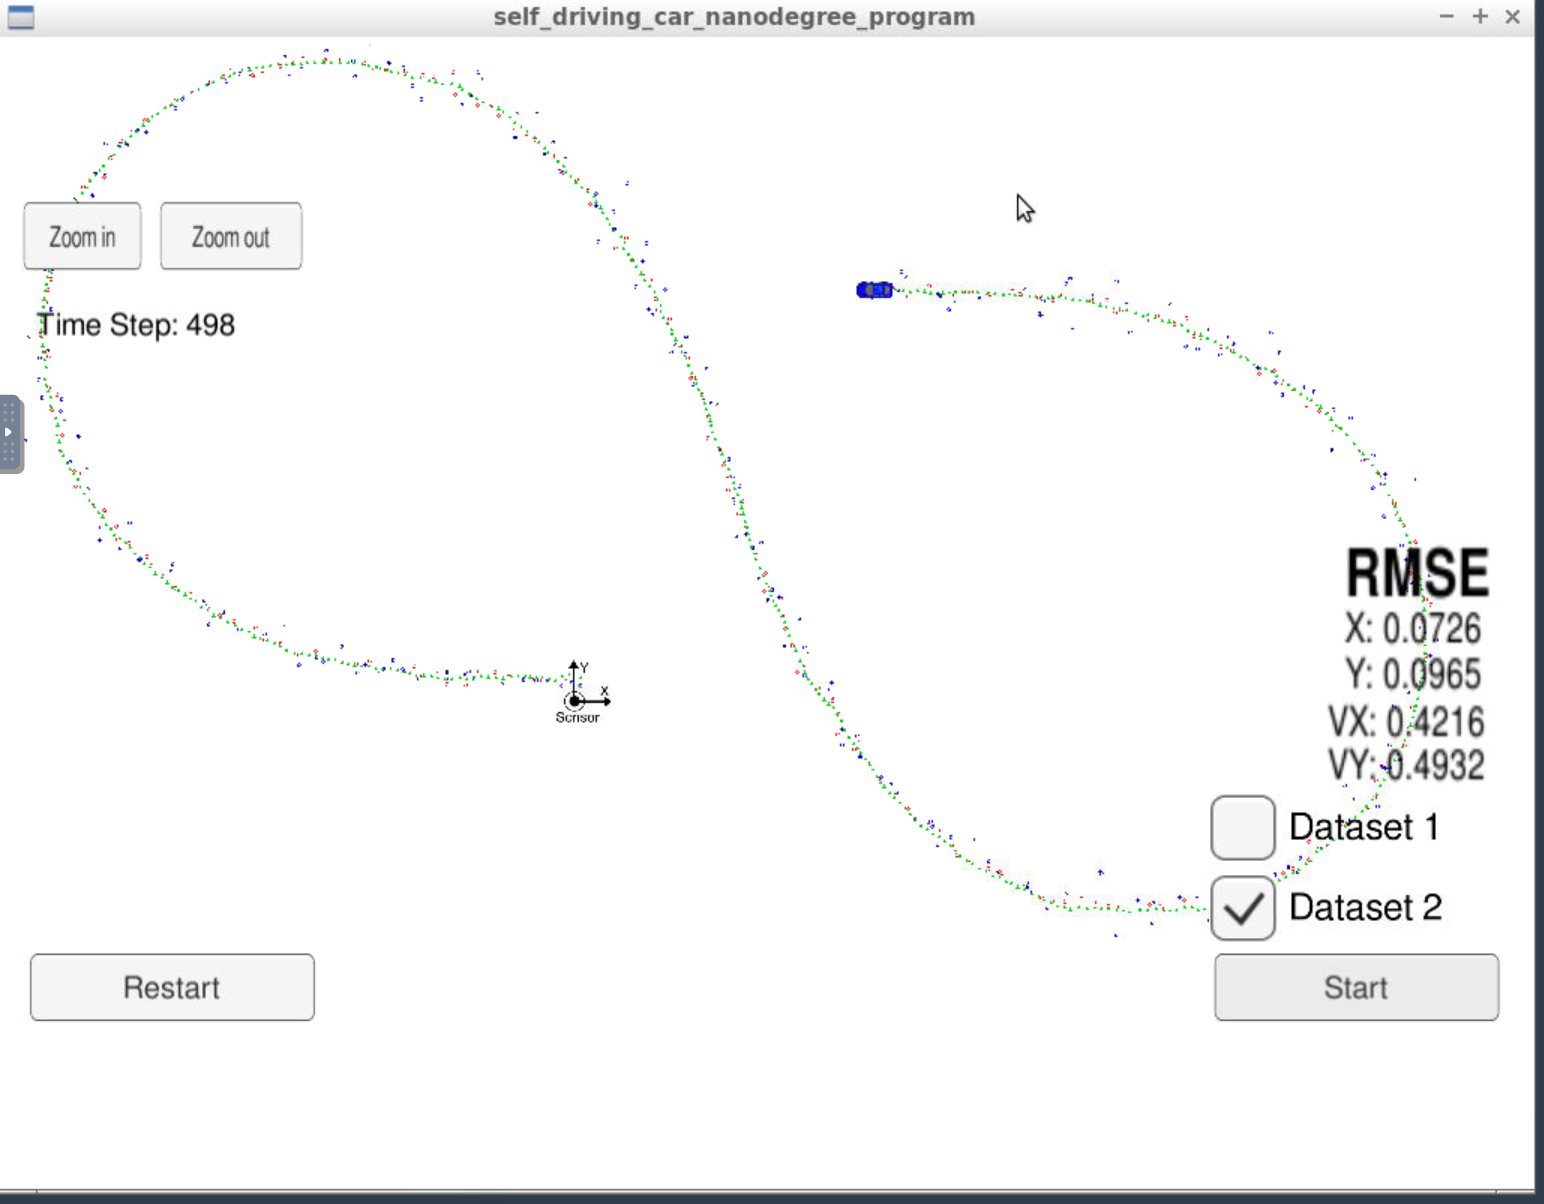 self_driving_car_nanodegree_program
Zoom in
Zoom out
Time Step: 498
Y
X
Sensor
RMSE
X: 0.0726
Y: 0.0965
VX: 0.4216
VY: 0.4932
Dataset 1
Dataset 2
Restart
Start